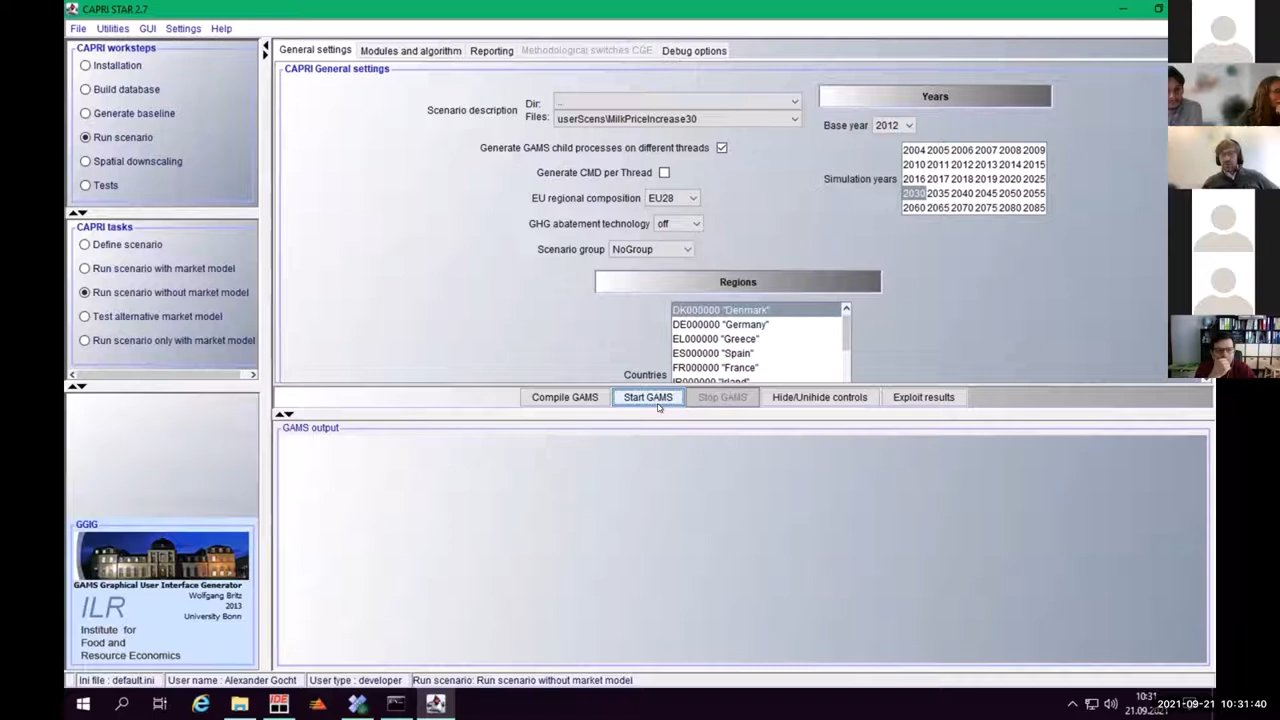 CAPRI STAR 2.7
File Utilities GUI Settings Help
CAPRI worksteps
Installation
Build database
Generate baseline
Run scenario
Spatial downscaling
Tests
CAPRI tasks
Define scenario
Run scenario with market model
Run scenario without market model
Test alternative market model
Run scenario only with market model
GGIG
GAMS Graphical User Interface Generator
Wolfgang Britz
2013
University Bonn
ILR
Institute for
Food and
Resource Economics
General settings Modules and algorithm Reporting Methodological switches CGE Debug options
CAPRI General settings
Scenario description
Dir: ..
Files: userScens\MilkPriceIncrease30
Generate GAMS child processes on different threads
Generate CMD per Thread
EU regional composition EU28
GHG abatement technology off
Scenario group NoGroup
Years
Base year 2012
Simulation years
2004 2005 2006 2007 2008 2009
2010 2011 2012 2013 2014 2015
2016 2017 2018 2019 2020 2025
2030 2035 2040 2045 2050 2055
2060 2065 2070 2075 2080 2085
Regions
Countries
DK000000 "Denmark"
DE000000 "Germany"
EL000000 "Greece"
ES000000 "Spain"
FR000000 "France"
IR000000 "Ireland"
Compile GAMS Start GAMS Stop GAMS Hide/Unihide controls Exploit results
GAMS output
Ini file : default.ini User name : Alexander Gocht User type : developer Run scenario: Run scenario without market model
IDE
10:31
21.09.202
2021-09-21 10:31:40